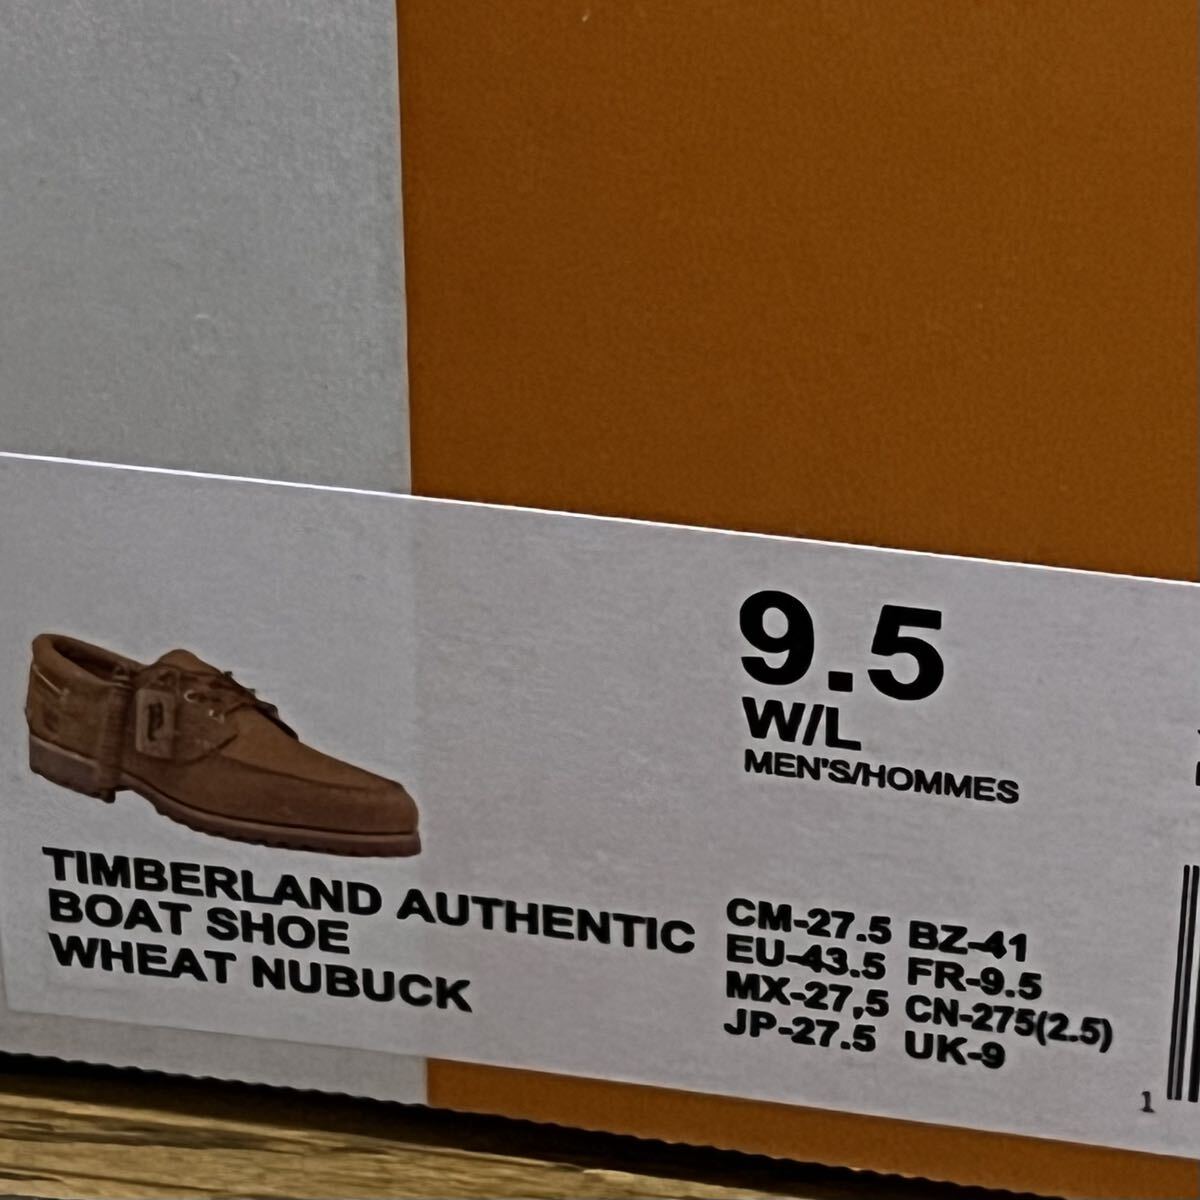 9.5
W/L
MEN'S/HOMMES
TIMBERLAND AUTHENTIC
BOAT SHOE
WHEAT NUBUCK
CM-27.5 BZ-41
EU-43.5 FR-9.5
MX-27,5 CN-275(2.5)
JP-27.5 UK-9
1